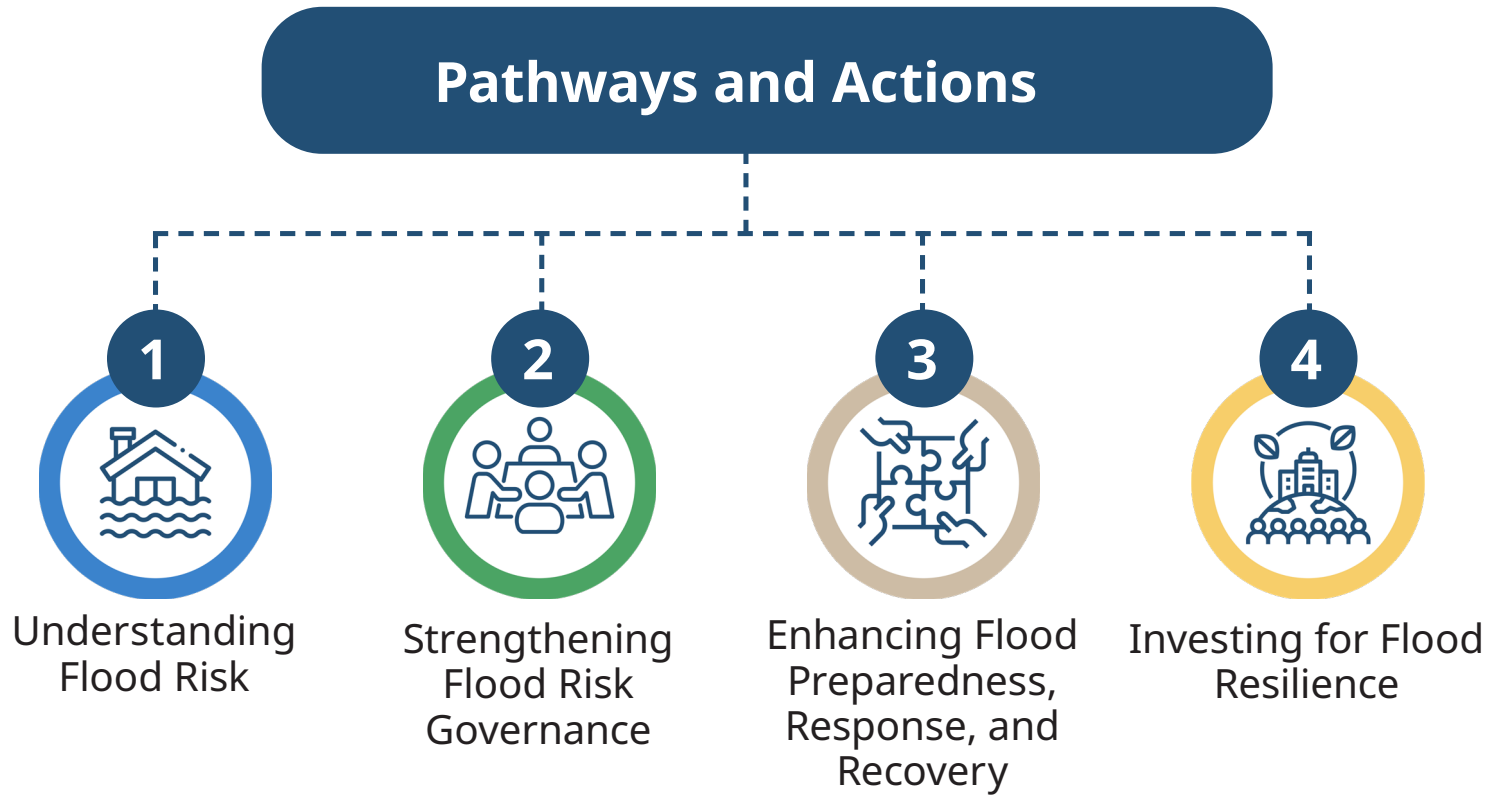 Pathways and Actions
1
Understanding
Flood Risk
2
Strengthening
Flood Risk
Governance
3
Enhancing Flood
Preparedness,
Response, and
Recovery
4
Investing for Flood
Resilience